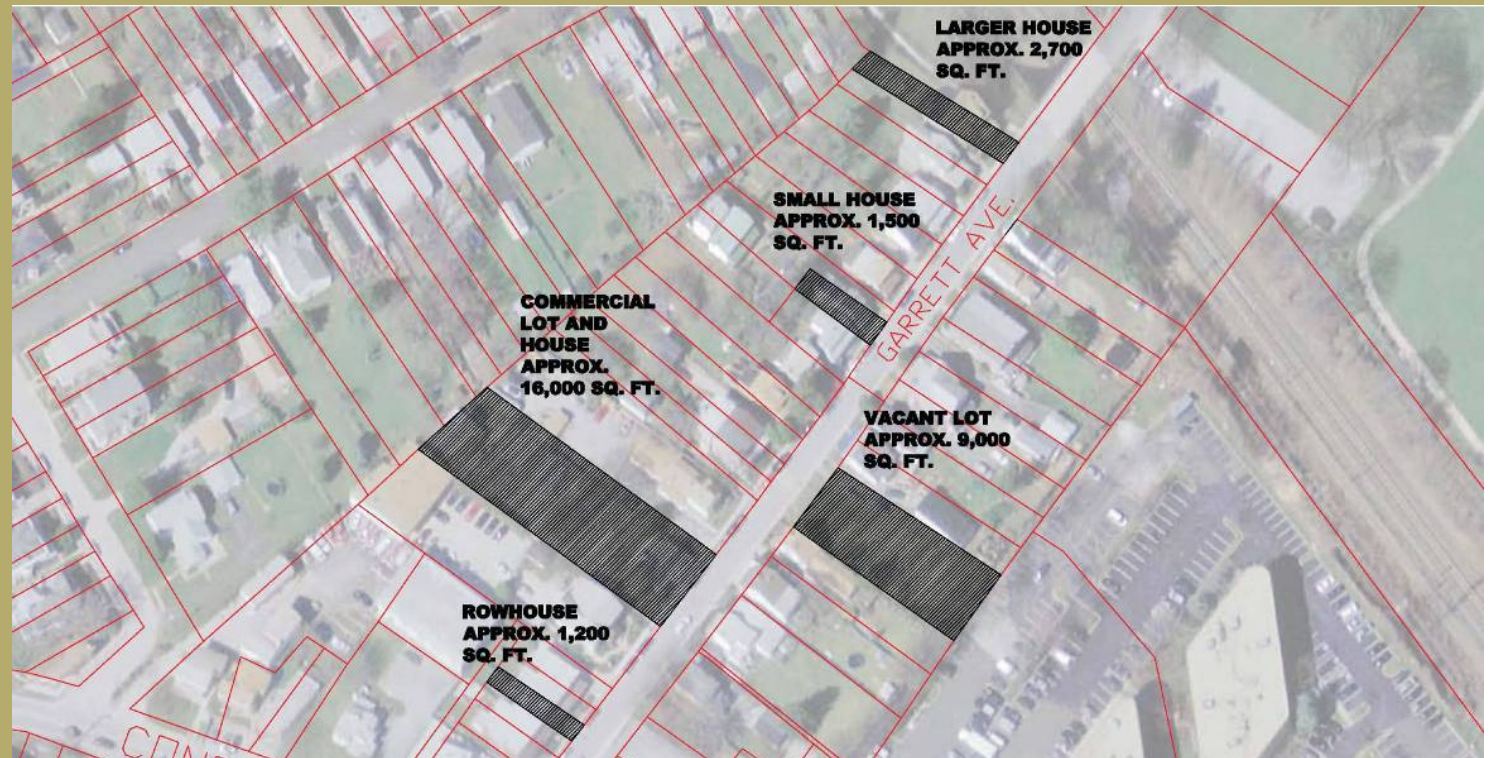 LARGER HOUSE
APPROX. 2,700
SQ. FT.
SMALL HOUSE
APPROX. 1,500
SQ. FT.
GARRETT AVE.
COMMERCIAL
LOT AND
HOUSE
APPROX.
16,000 SQ. FT.
VACANT LOT
APPROX. 9,000
SQ. FT.
ROWHOUSE
APPROX. 1,200
SQ. FT.